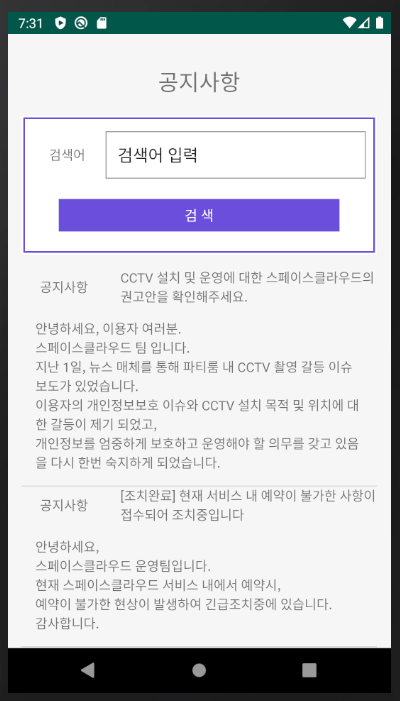 7:31
공지사항
검색어
검색어 입력
검 색
공지사항
CCTV 설치 및 운영에 대한 스페이스클라우드의
권고안을 확인해주세요.
안녕하세요, 이용자 여러분.
스페이스클라우드 팀 입니다.
지난 1일, 뉴스 매체를 통해 파티룸 내 CCTV 촬영 갈등 이슈
보도가 있었습니다.
이용자의 개인정보보호 이슈와 CCTV 설치 목적 및 위치에 대
한 갈등이 제기 되었고,
개인정보를 엄중하게 보호하고 운영해야 할 의무를 갖고 있음
을 다시 한번 숙지하게 되었습니다.
공지사항
[조치완료] 현재 서비스 내 예약이 불가한 사항이
접수되어 조치중입니다
안녕하세요,
스페이스클라우드 운영팀입니다.
현재 스페이스클라우드 서비스 내에서 예약시,
예약이 불가한 현상이 발생하여 긴급조치중에 있습니다.
감사합니다.